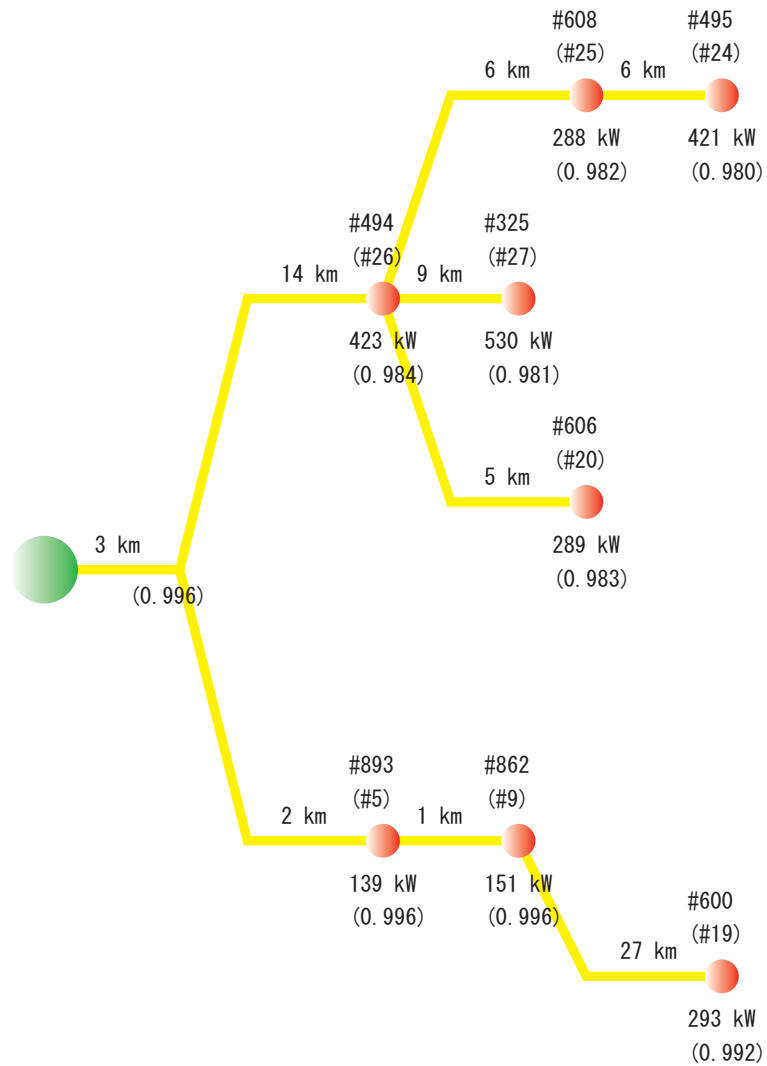 #608
(#25)
6 km
288 kW
(0.982)
#495
(#24)
6 km
421 kW
(0.980)
#494
(#26)
14 km
423 kW
(0.984)
#325
(#27)
9 km
530 kW
(0.981)
#606
(#20)
5 km
289 kW
(0.983)
3 km
(0.996)
#893
(#5)
2 km
139 kW
(0.996)
#862
(#9)
1 km
151 kW
(0.996)
#600
(#19)
27 km
293 kW
(0.992)